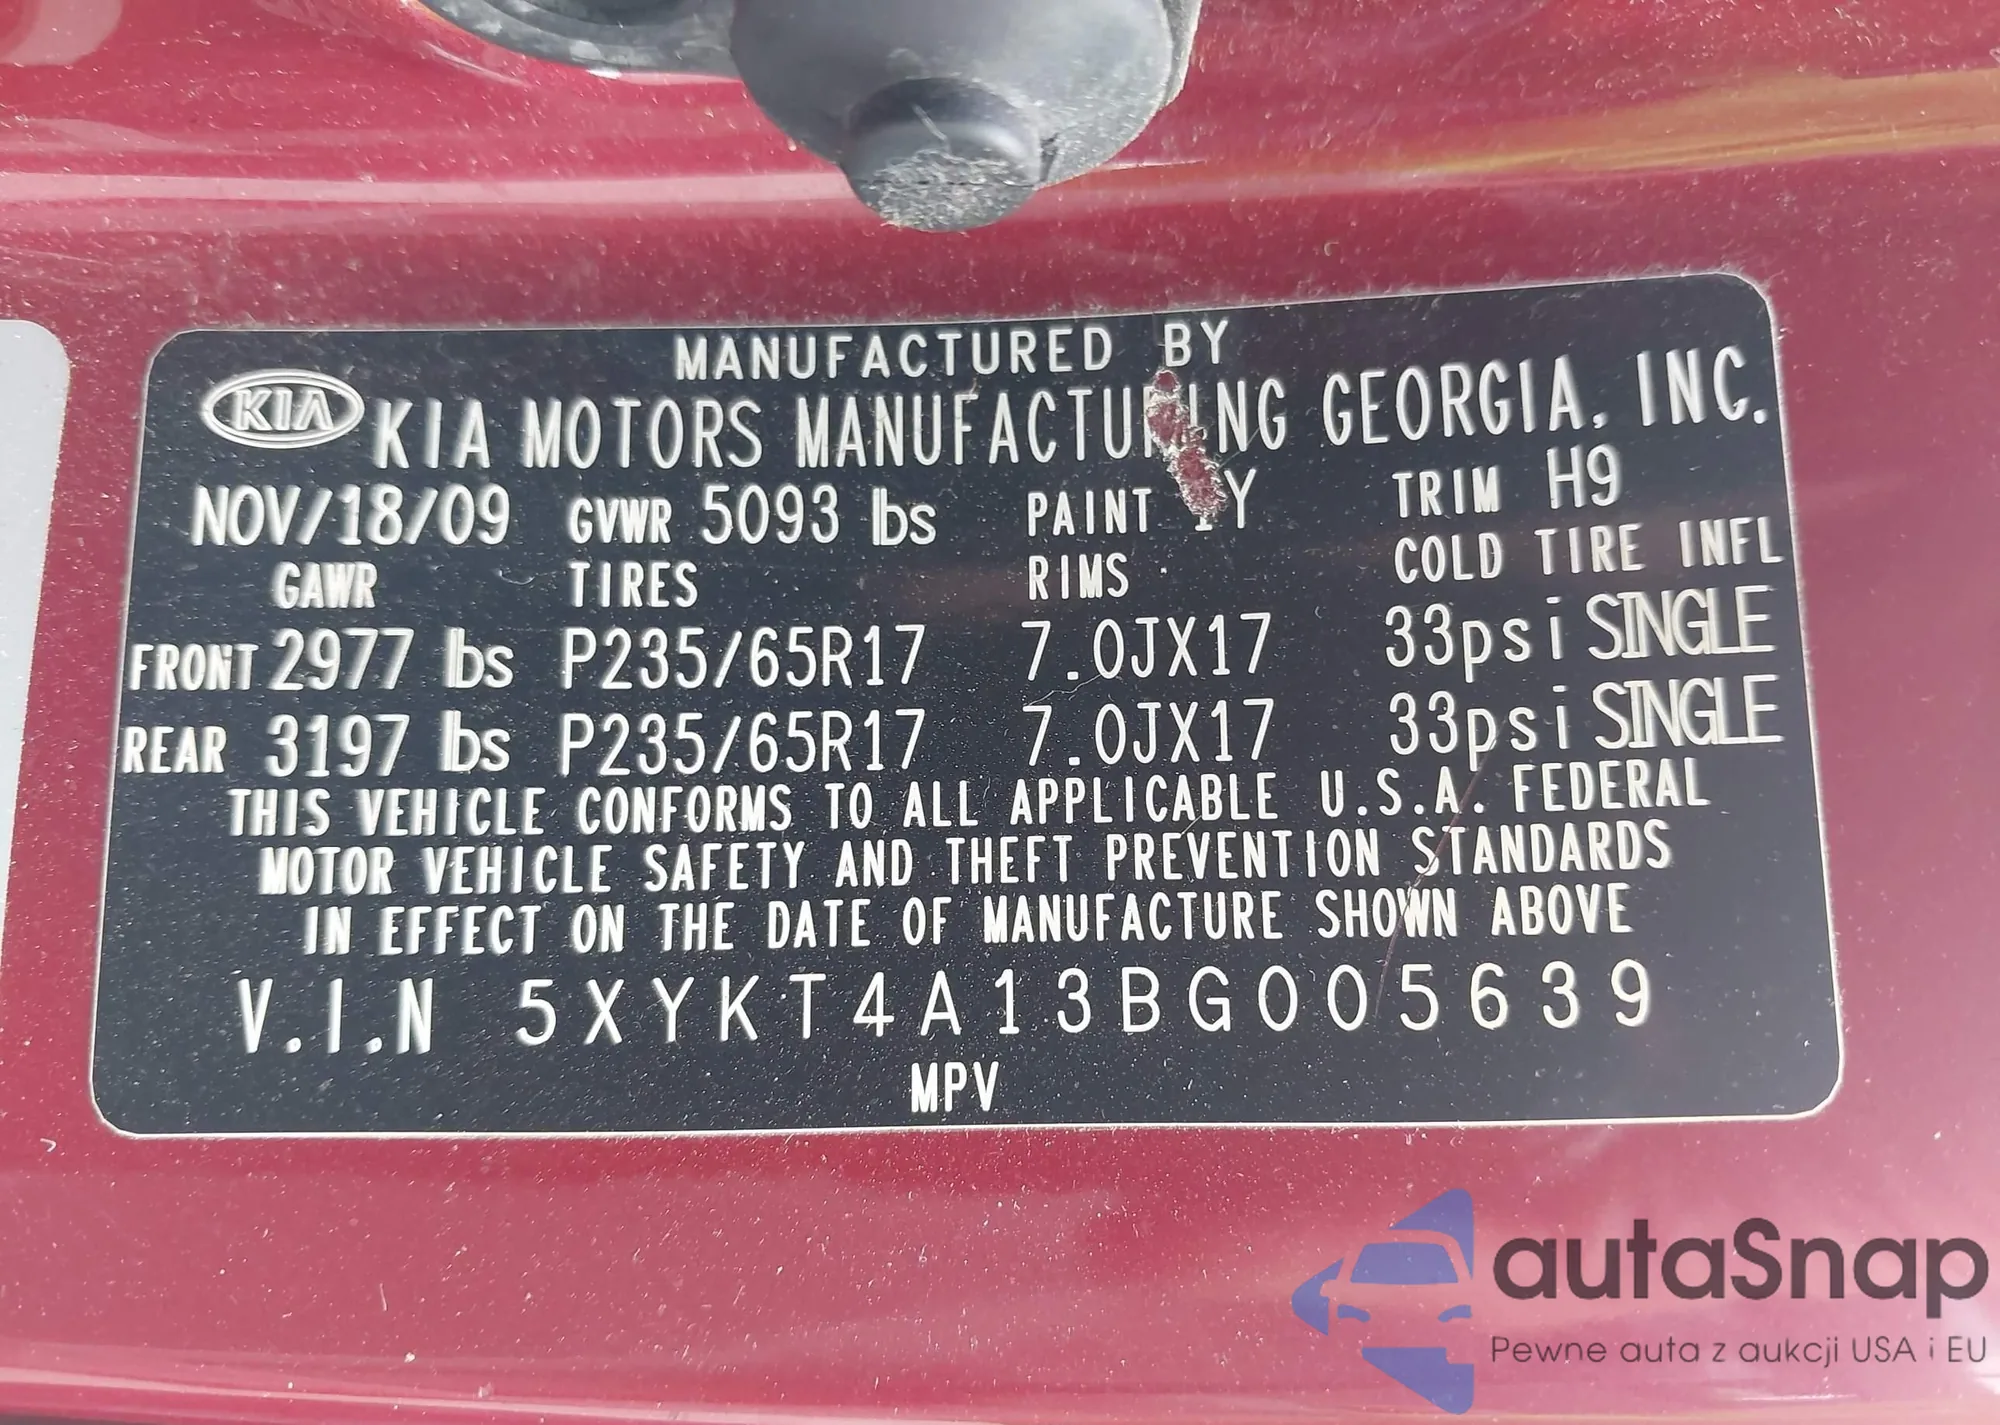 MANUFACTURED BY
KIA KIA MOTORS MANUFACTURING GEORGIA, INC.
NOV/18/09 GVWR 5093 lbs PAINT TRIM H9
GAWR TIRES RIMS COLD TIRE INFL
FRONT 2977 lbs P235/65R17 7.0JX17 33psi SINGLE
REAR 3197 lbs P235/65R17 7.0JX17 33psi SINGLE
THIS VEHICLE CONFORMS TO ALL APPLICABLE U.S.A. FEDERAL
MOTOR VEHICLE SAFETY AND THEFT PREVENTION STANDARDS
IN EFFECT ON THE DATE OF MANUFACTURE SHOWN ABOVE
V.I.N 5XYKT4A13BG005639
MPV
autaSnap
Pewne auta z aukcji USA i EU